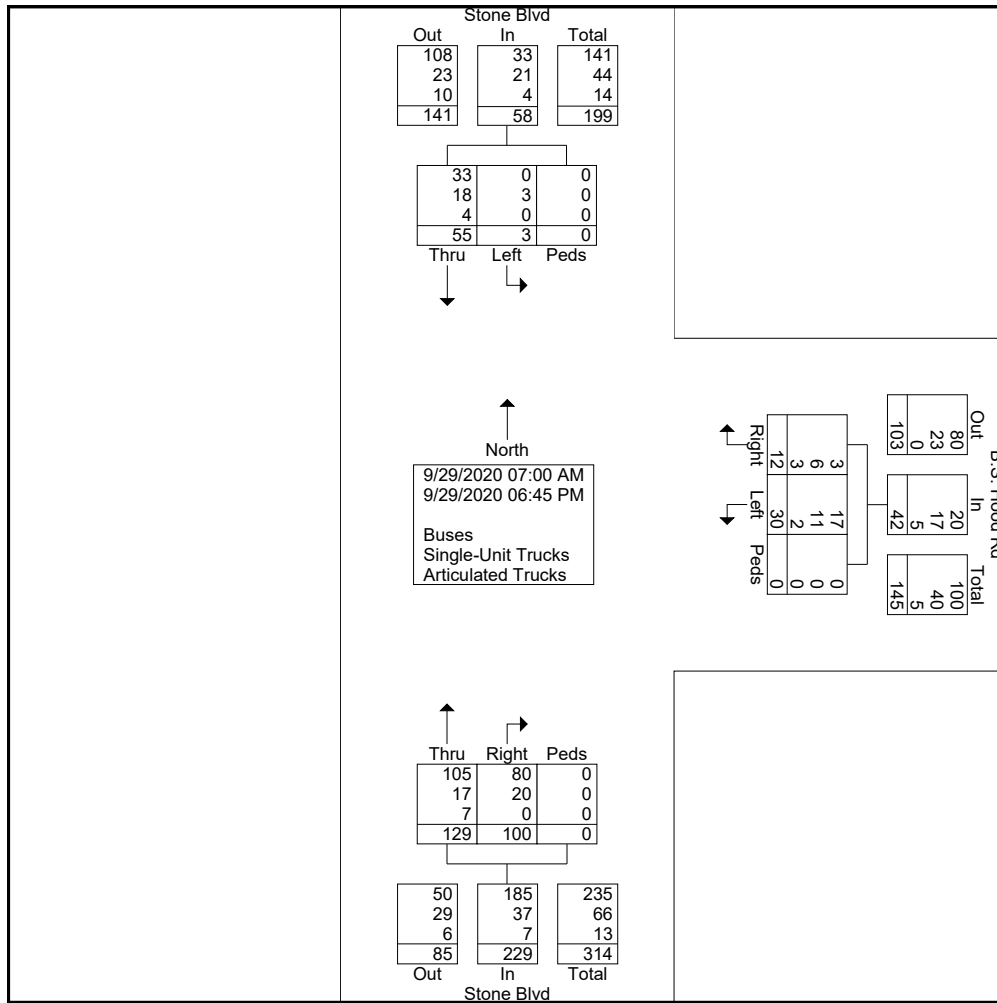 Stone Blvd
Out In Total
108 33 141
23 21 44
10 4 14
141 58 199
33 0 0
18 3 0
4 0 0
55 3 0
Thru Left Peds
North
9/29/2020 07:00 AM
9/29/2020 06:45 PM
Buses
Single-Unit Trucks
Articulated Trucks
Out In Total
80 20 100
23 17 40
0 5 5
103 42 145
3 17 0
6 11 0
3 2 0
12 30 0
Right Left Peds
Thru Right Peds
105 80 0
17 20 0
7 0 0
129 100 0
50 185 235
29 37 66
6 7 13
85 229 314
Out In Total
Stone Blvd